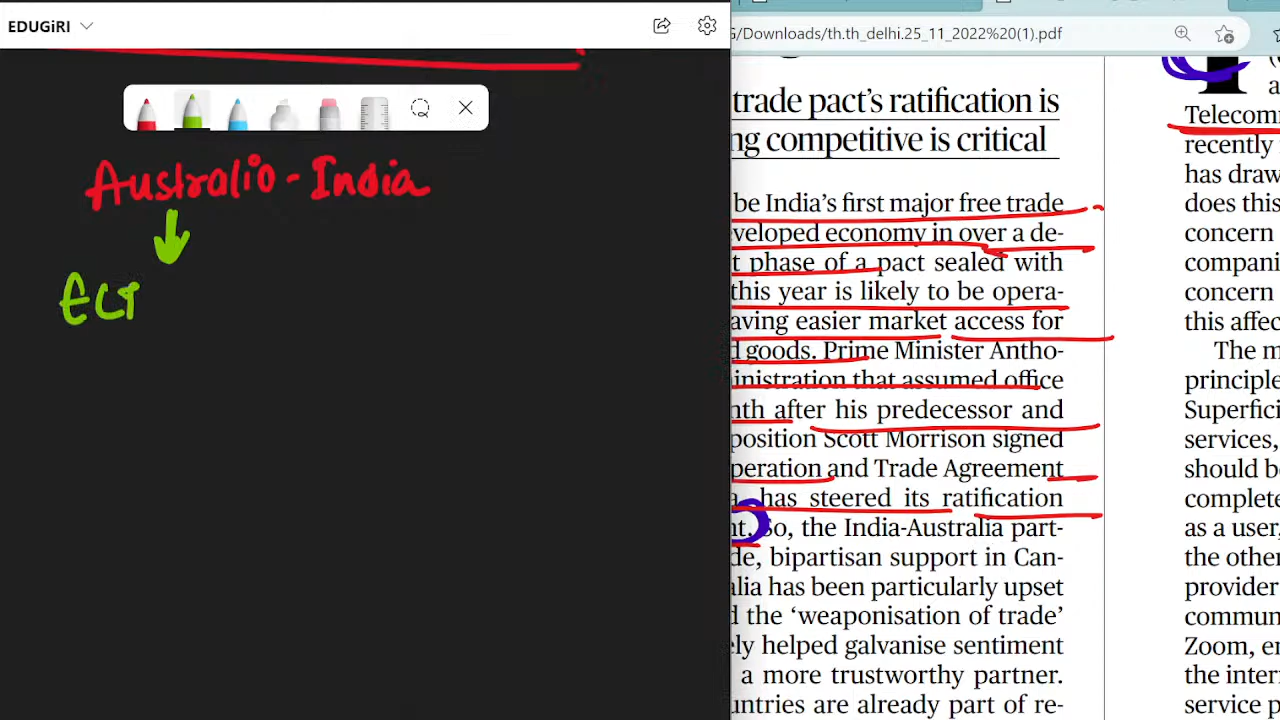 EDUGiRI
Australio - India
ECT
G/Downloads/th.th_delhi.25_11_2022%20(1).pdf
trade pact's ratification is
ng competitive is critical
be India's first major free trade
veloped economy in over a de-
t phase of a pact sealed with
this year is likely to be opera-
aving easier market access for
d goods. Prime Minister Antho-
inistration that assumed office
nth after his predecessor and
position Scott Morrison signed
peration and Trade Agreement
a, has steered its ratification
nt. So, the India-Australia part-
de, bipartisan support in Can-
alia has been particularly upset
d the 'weaponisation of trade'
ely helped galvanise sentiment
a more trustworthy partner.
untries are already part of re-
Telecomm
recently
has draw
does this
concern
compani
concern
this affec
The m
principle
Superfici
services,
should be
complete
as a user,
the other
provider
commun
Zoom, en
the inter
service p